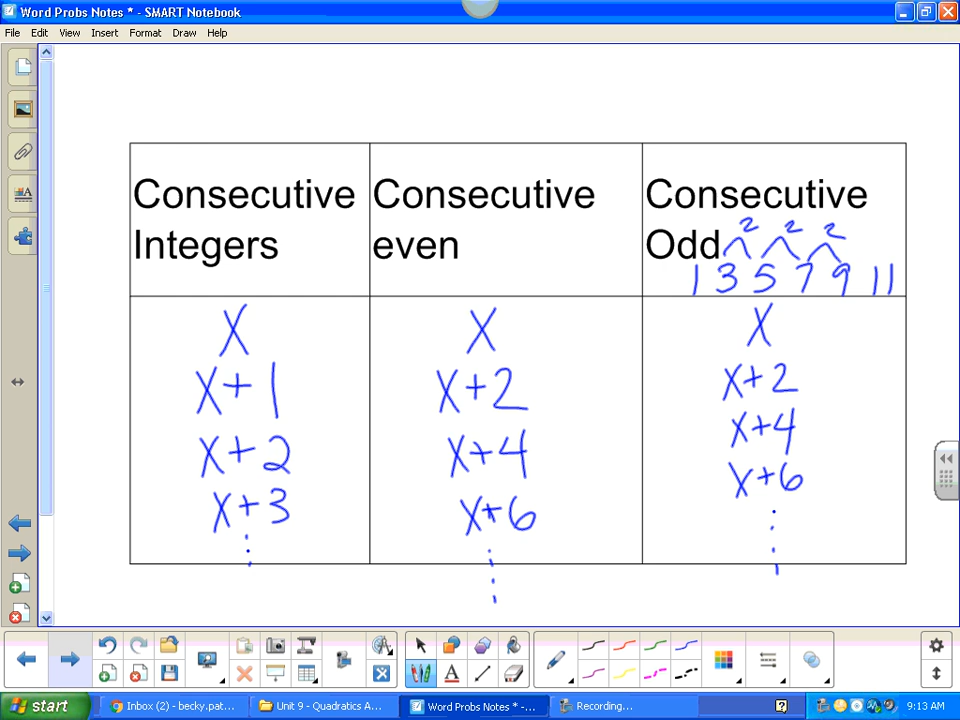 Word Probs Notes * - SMART Notebook
File Edit View Insert Format Draw Help
Consecutive Integers
Consecutive even
Consecutive Odd
2 2 2
1 3 5 7 9 11
X
X+1
X+2
X+3
X
X+2
X+4
X+6
X
X+2
X+4
X+6
start
Inbox (2) - becky.pat...
Unit 9 - Quadratics A...
Word Probs Notes * -...
Recording...
9:13 AM